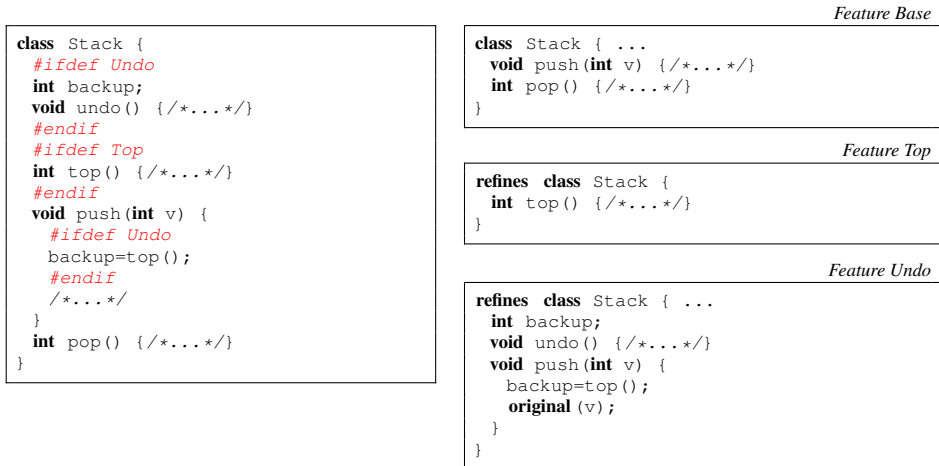 class Stack {
#ifdef Undo
int backup;
void undo() {/*...*/}
#endif
#ifdef Top
int top() {/*...*/}
#endif
void push(int v) {
#ifdef Undo
backup=top();
#endif
/*...*/
}
int pop() {/*...*/}
}
Feature Base
class Stack { ...
void push(int v) {/*...*/}
int pop() {/*...*/}
}
Feature Top
refines class Stack {
int top() {/*...*/}
}
Feature Undo
refines class Stack { ...
int backup;
void undo() {/*...*/}
void push(int v) {
backup=top();
original(v);
}
}